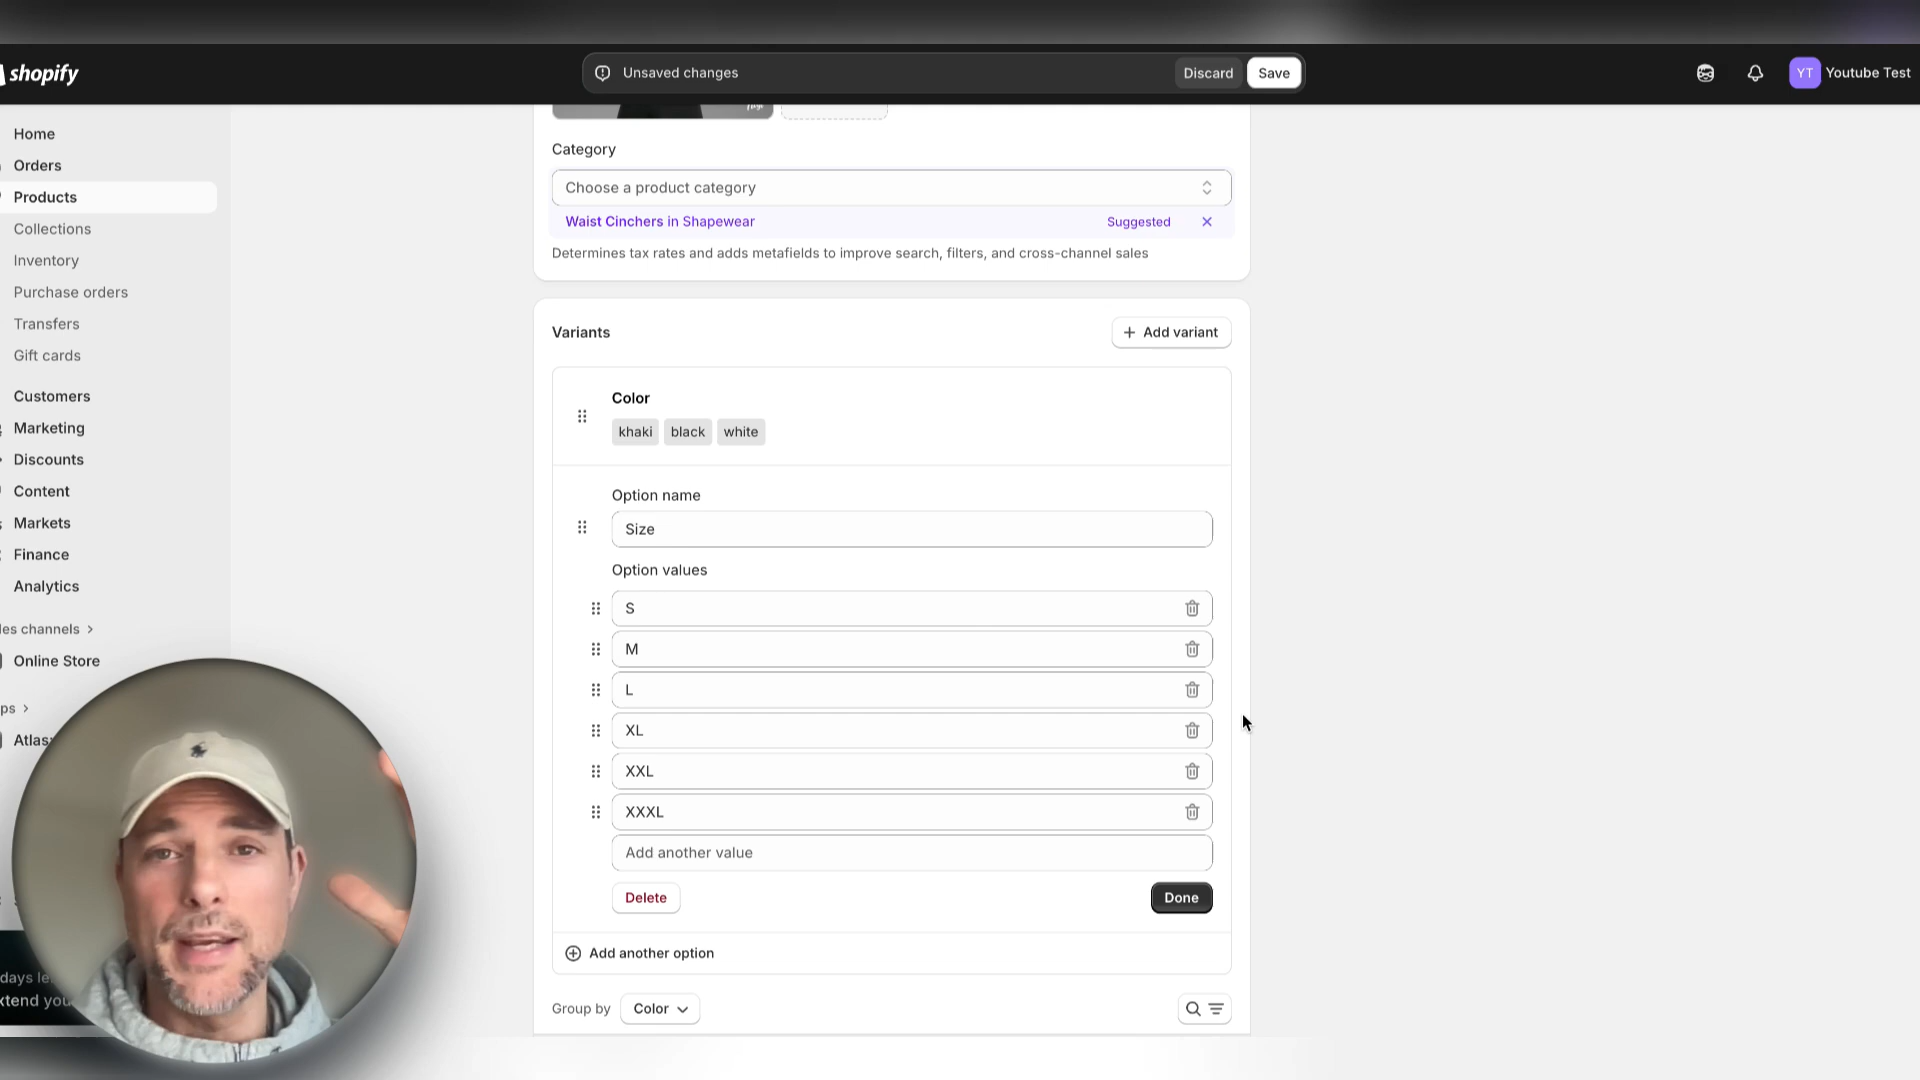 shopify
Unsaved changes
Discard
Save
YT
Youtube Test
Home
Orders
Products
Collections
Inventory
Purchase orders
Transfers
Gift cards
Customers
Marketing
Discounts
Content
Markets
Finance
Analytics
les channels
Online Store
ps
Atlas
days le
xtend you
Category
Choose a product category
Waist Cinchers in Shapewear
Suggested
Determines tax rates and adds metafields to improve search, filters, and cross-channel sales
Variants
Add variant
Color
khaki black white
Option name
Size
Option values
S
M
L
XL
XXL
XXXL
Add another value
Delete
Done
Add another option
Group by
Color